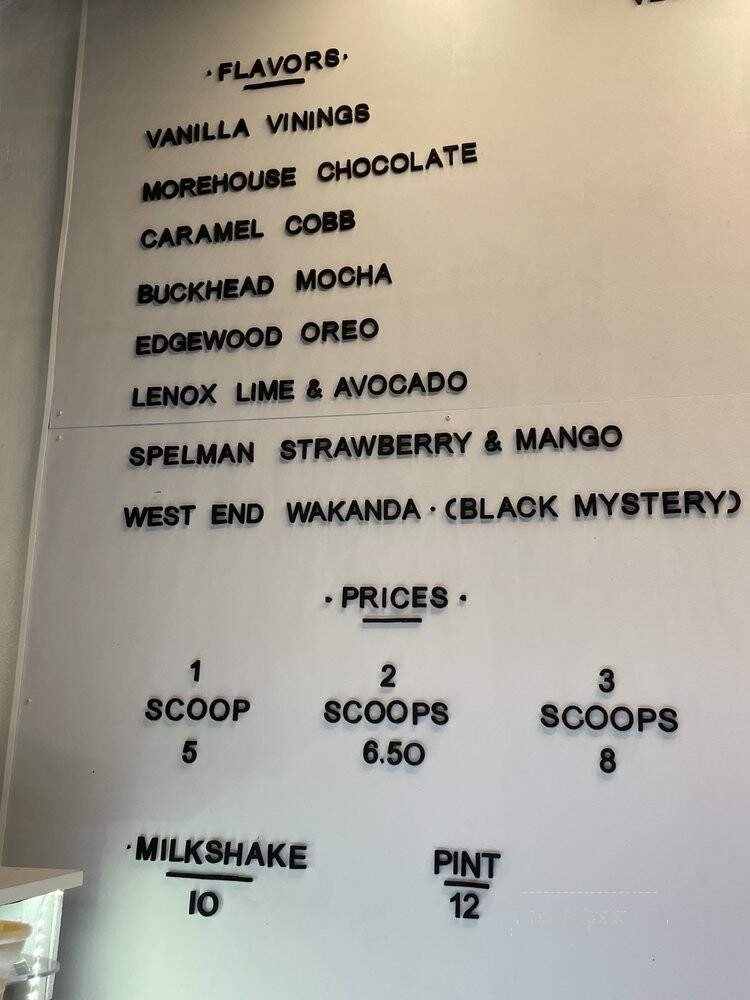 ·FLAVORS·
VANILLA VININGS
MOREHOUSE CHOCOLATE
CARAMEL COBB
BUCKHEAD MOCHA
EDGEWOOD OREO
LENOX LIME & AVOCADO
SPELMAN STRAWBERRY & MANGO
WEST END WAKANDA · (BLACK MYSTERY)
· PRICES ·
1 2 3
SCOOP SCOOPS SCOOPS
5 6.50 8
·MILKSHAKE PINT
10 12